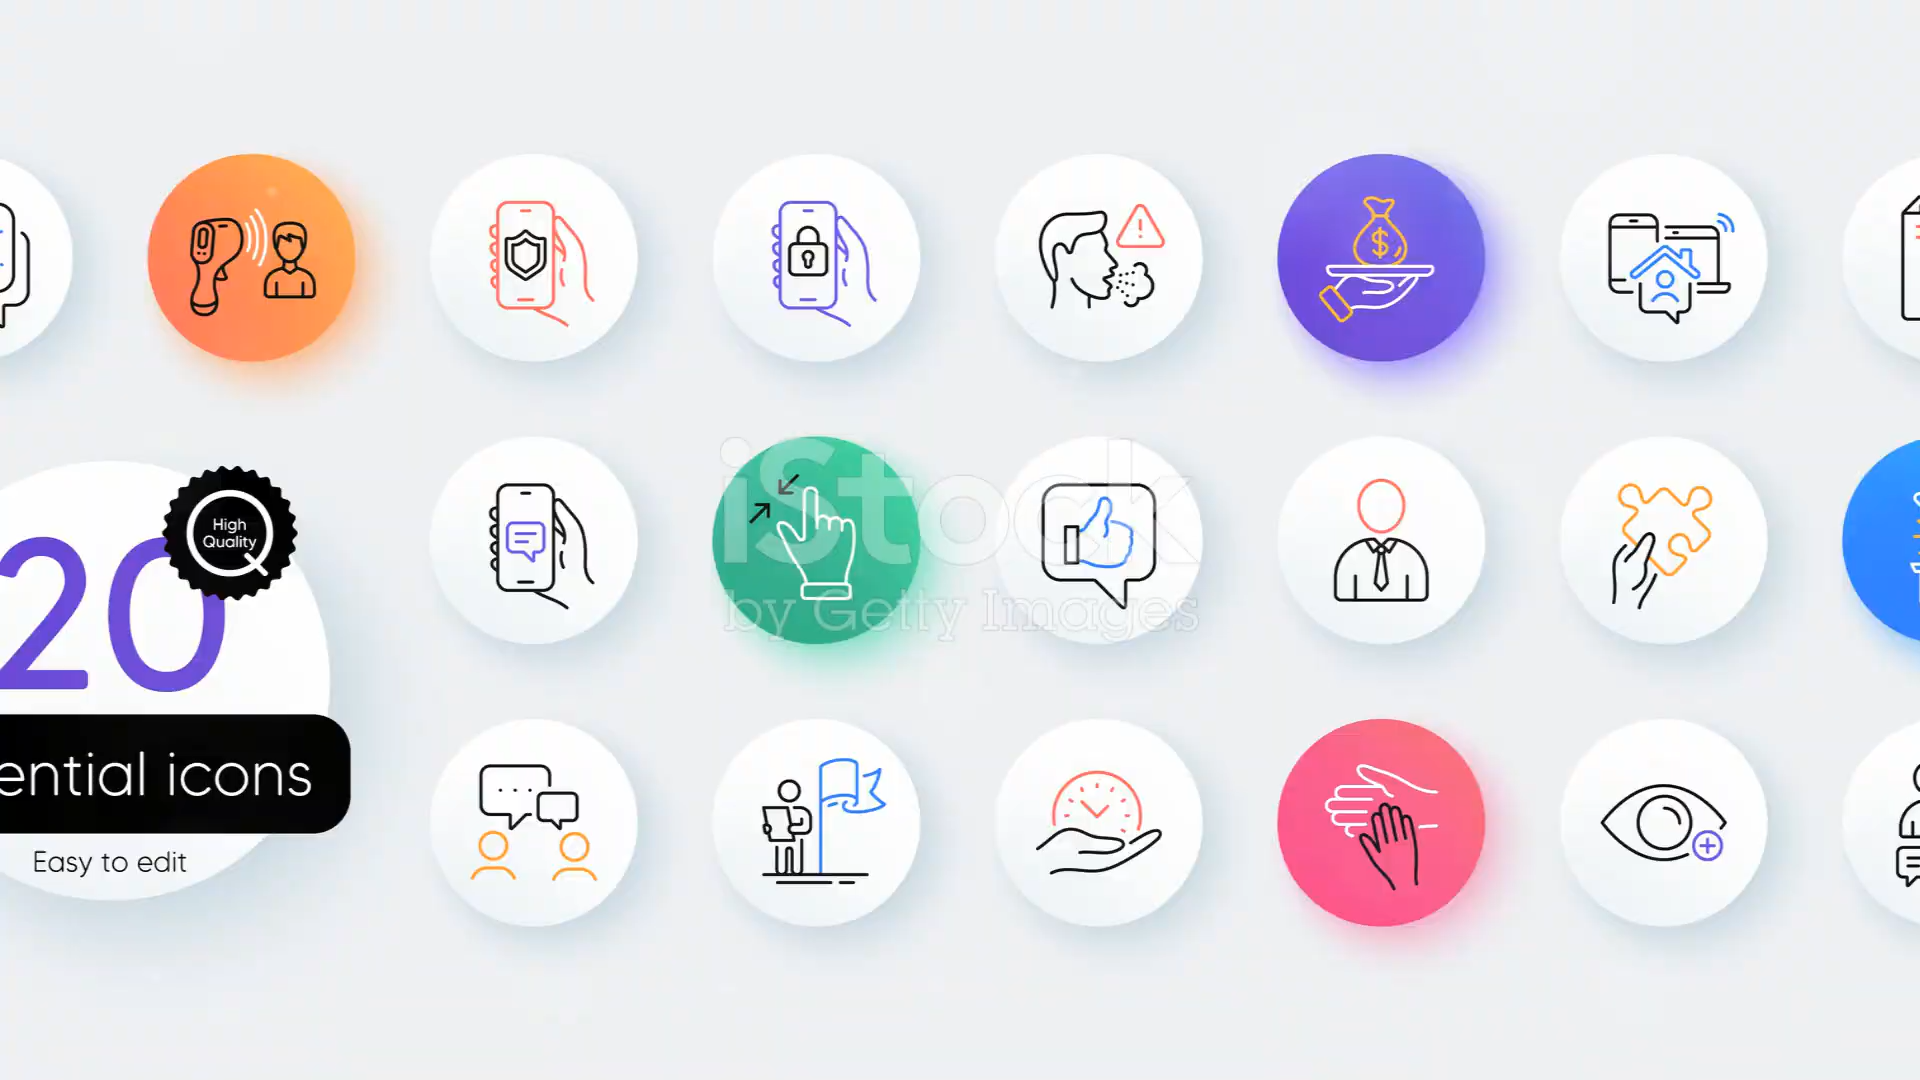 High
Quality
20
ential icons
Easy to edit
iStock
by Getty Images